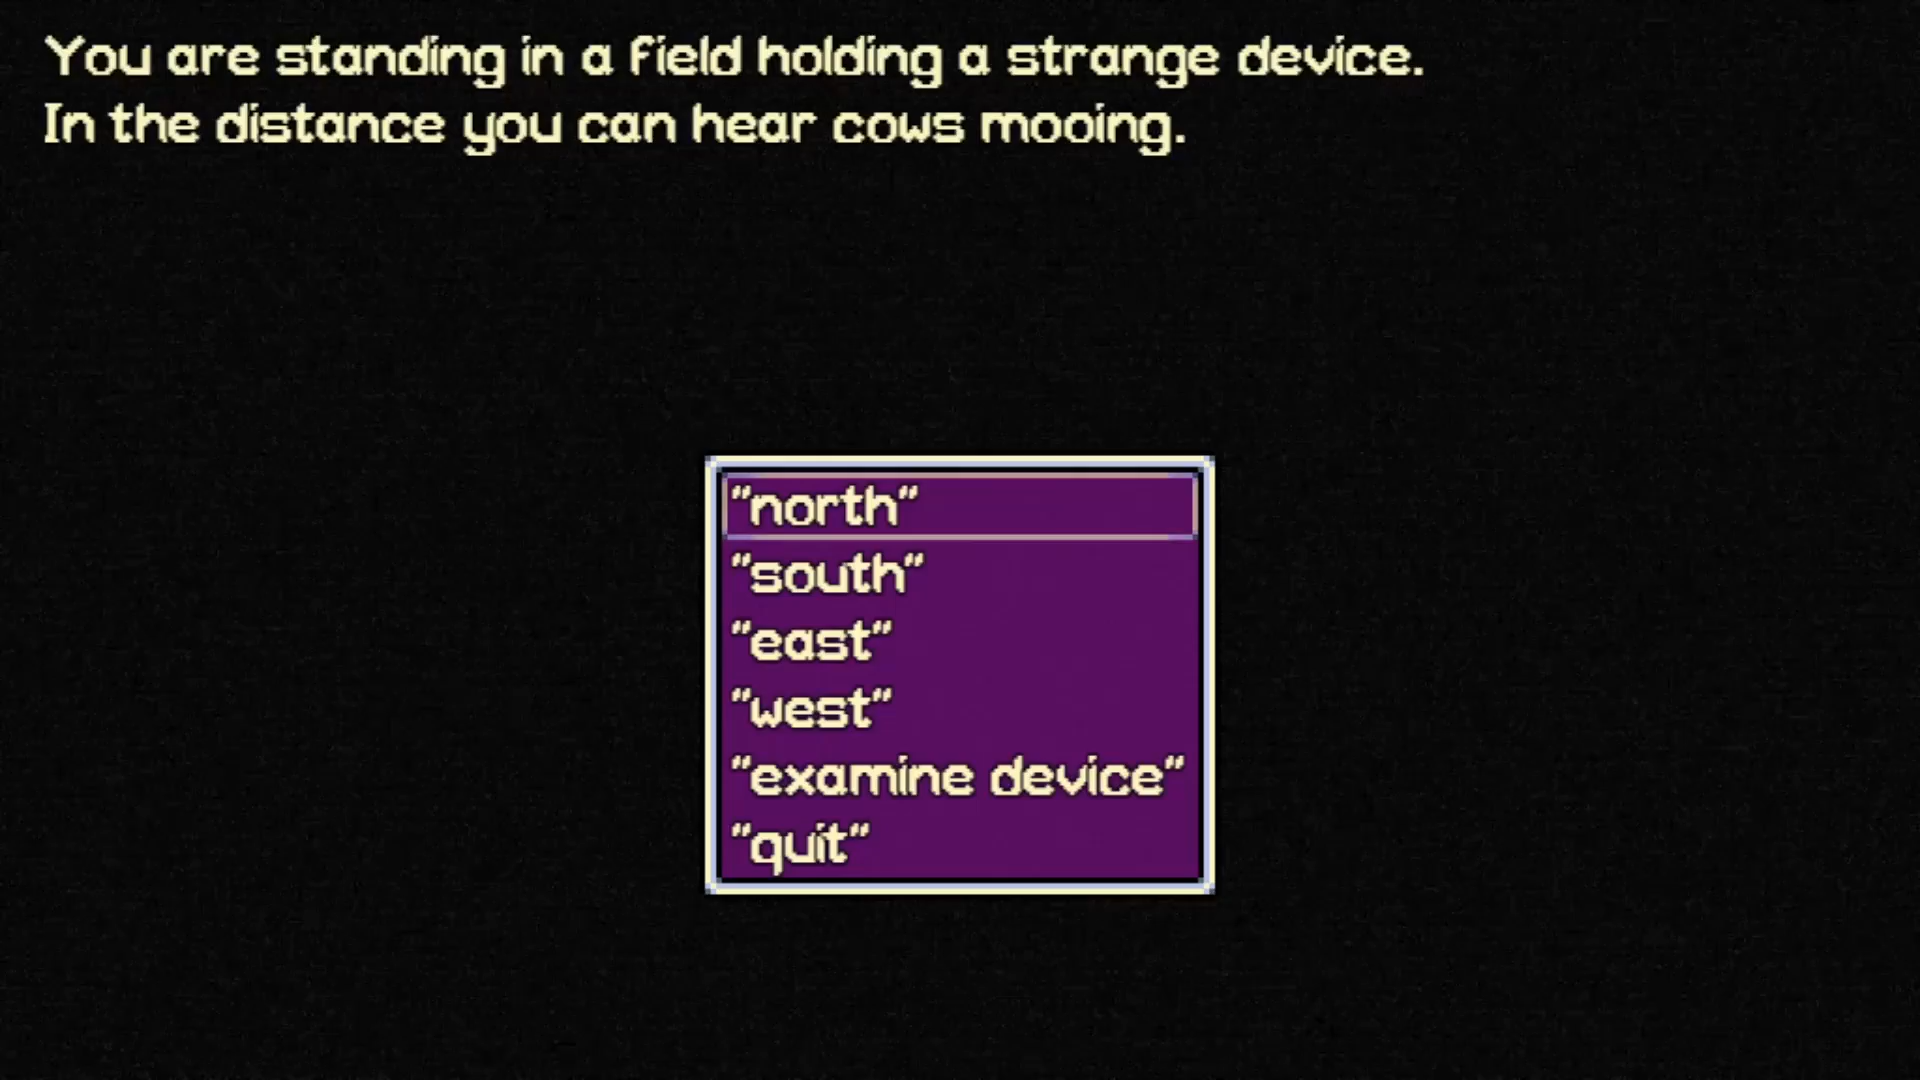 You are standing in a field holding a strange device.
In the distance you can hear cows mooing.
"north"
"south"
"east"
"west"
"examine device"
"quit"